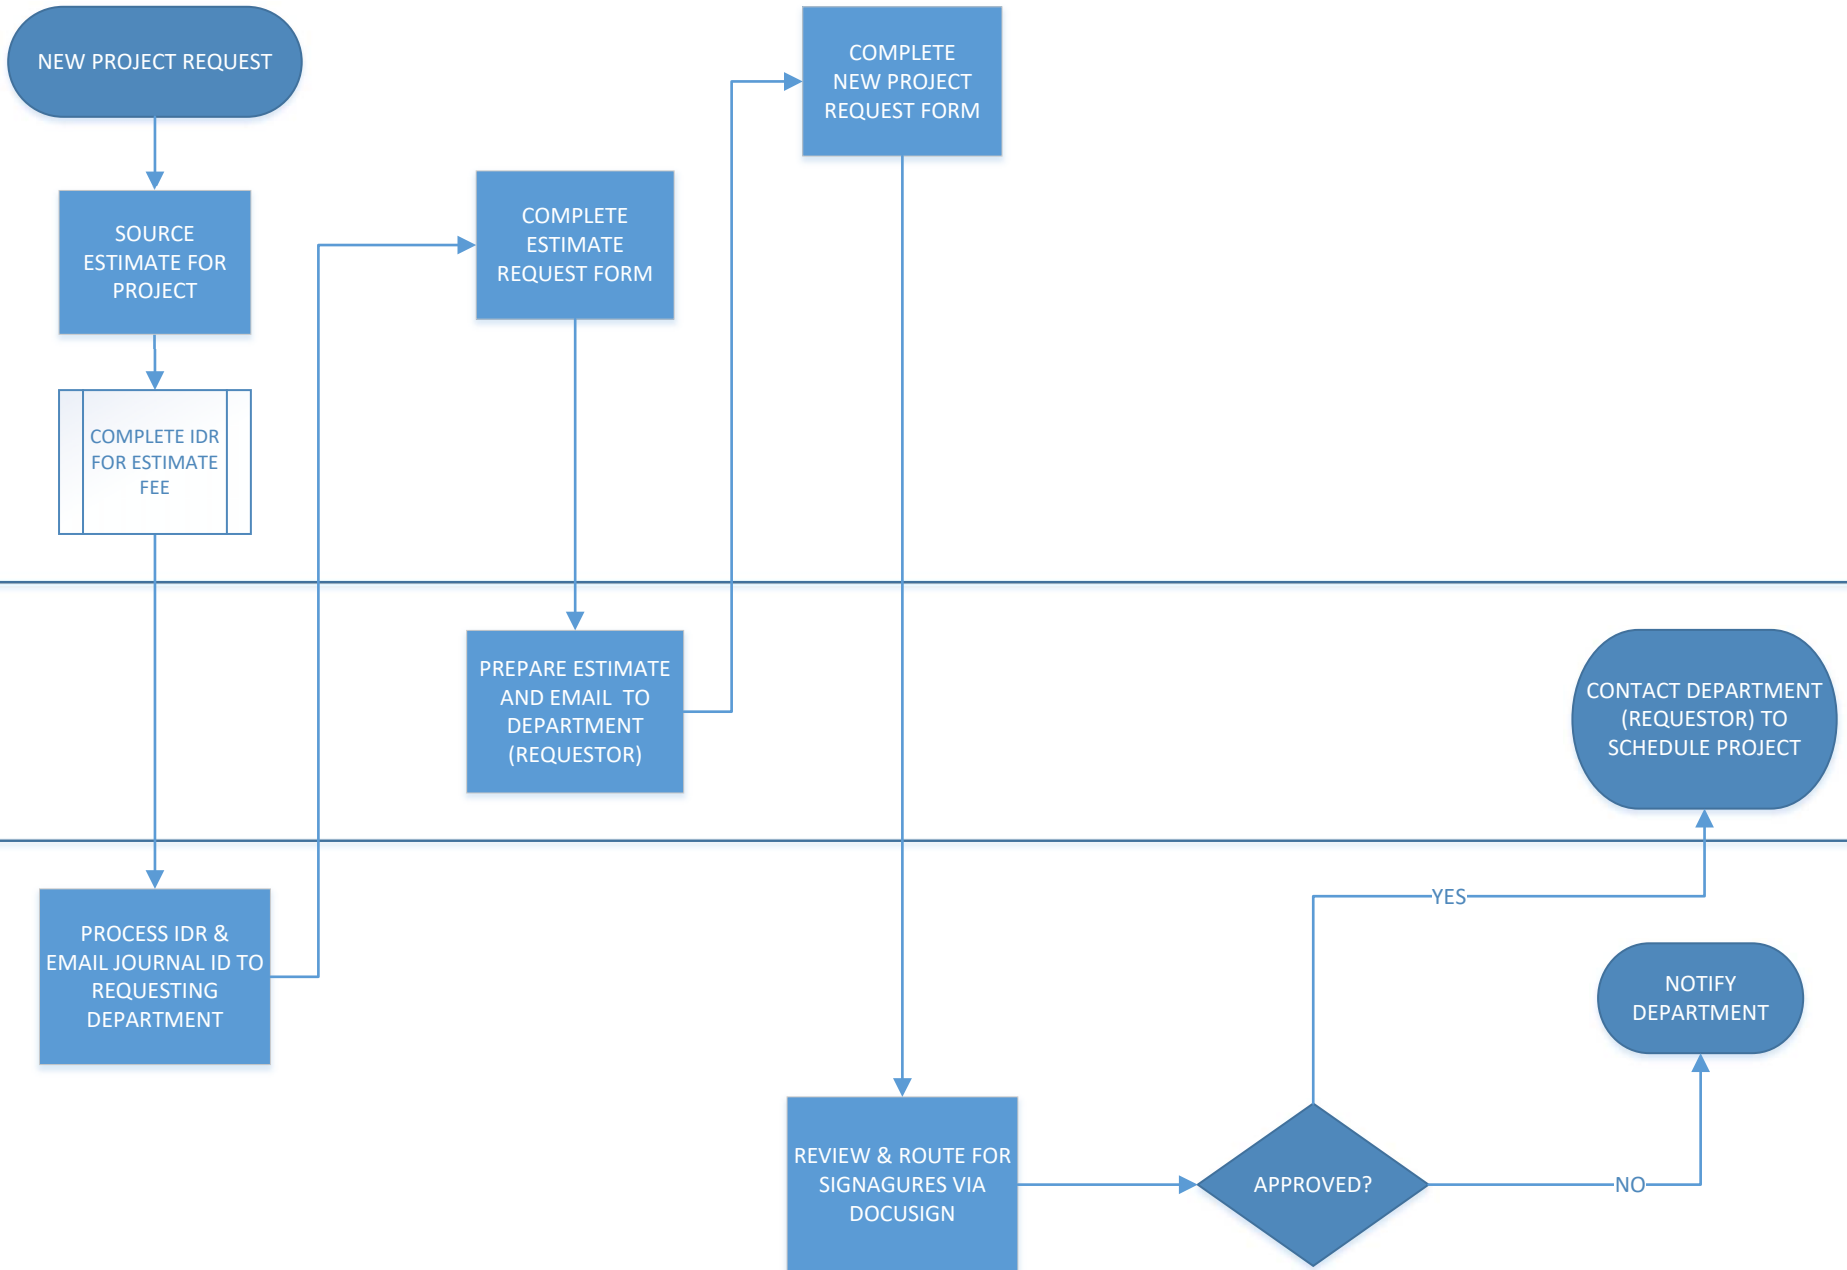 NEW PROJECT REQUEST
SOURCE
ESTIMATE FOR
PROJECT
COMPLETE IDR
FOR ESTIMATE
FEE
PROCESS IDR &
EMAIL JOURNAL ID TO
REQUESTING
DEPARTMENT
COMPLETE
ESTIMATE
REQUEST FORM
PREPARE ESTIMATE
AND EMAIL TO
DEPARTMENT
(REQUESTOR)
COMPLETE
NEW PROJECT
REQUEST FORM
REVIEW & ROUTE FOR
SIGNAGURES VIA
DOCUSIGN
APPROVED?
YES
CONTACT DEPARTMENT
(REQUESTOR) TO
SCHEDULE PROJECT
NO
NOTIFY
DEPARTMENT